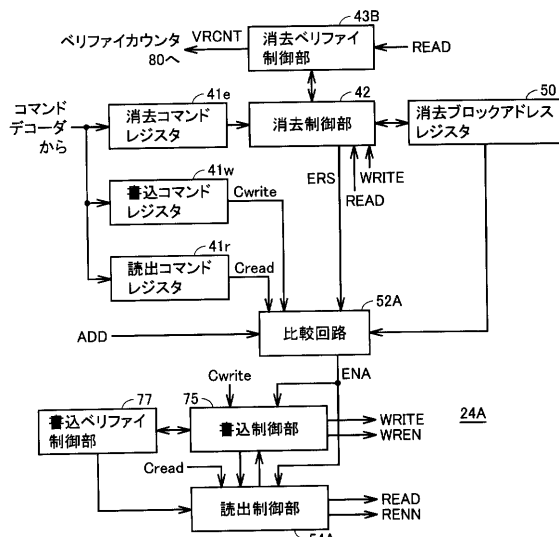 43B
ベリファイカウンタ
80へ
VRCNT
消去ベリファイ
制御部
READ
コマンド
デコーダ
から
41e
消去コマンド
レジスタ
42
消去制御部
50
消去ブロックアドレス
レジスタ
41w
書込コマンド
レジスタ
Cwrite
ERS
WRITE
READ
41r
読出コマンド
レジスタ
Cread
52A
ADD
比較回路
ENA
Cwrite
77
75
書込ベリファイ
制御部
書込制御部
WRITE
WREN
24A
Cread
読出制御部
READ
RENN
54A